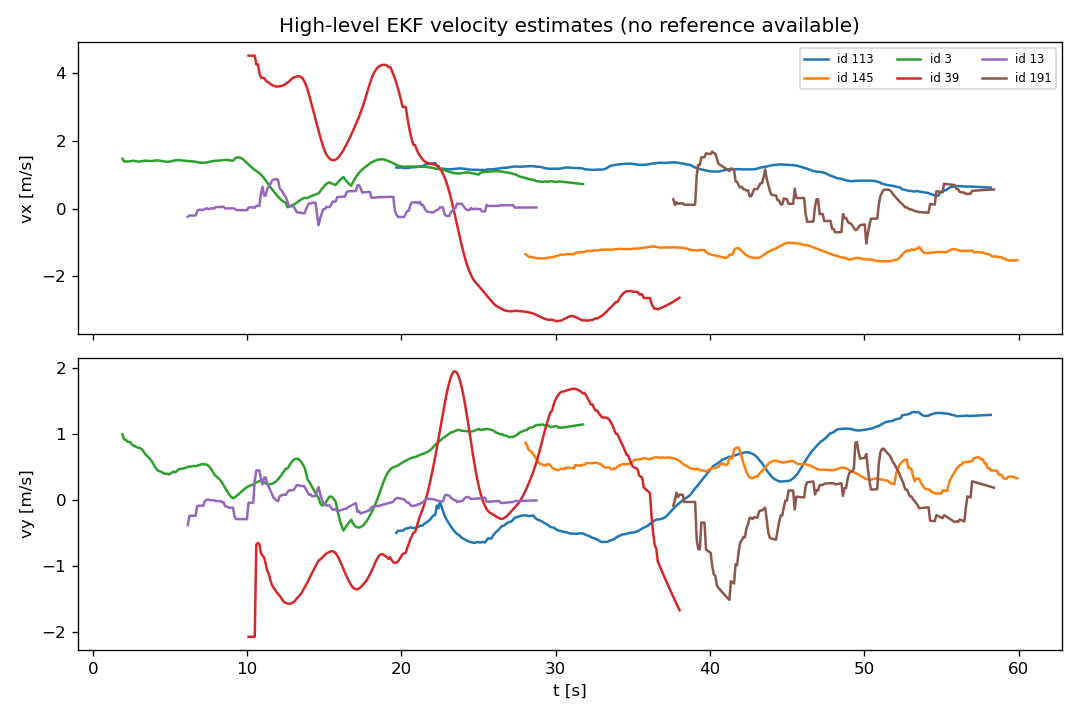 High-level EKF velocity estimates (no reference available)
vx [m/s]
4
2
0
−2
id 113
id 145
id 3
id 39
id 13
id 191
vy [m/s]
2
1
0
−1
−2
0 10 20 30 40 50 60
t [s]